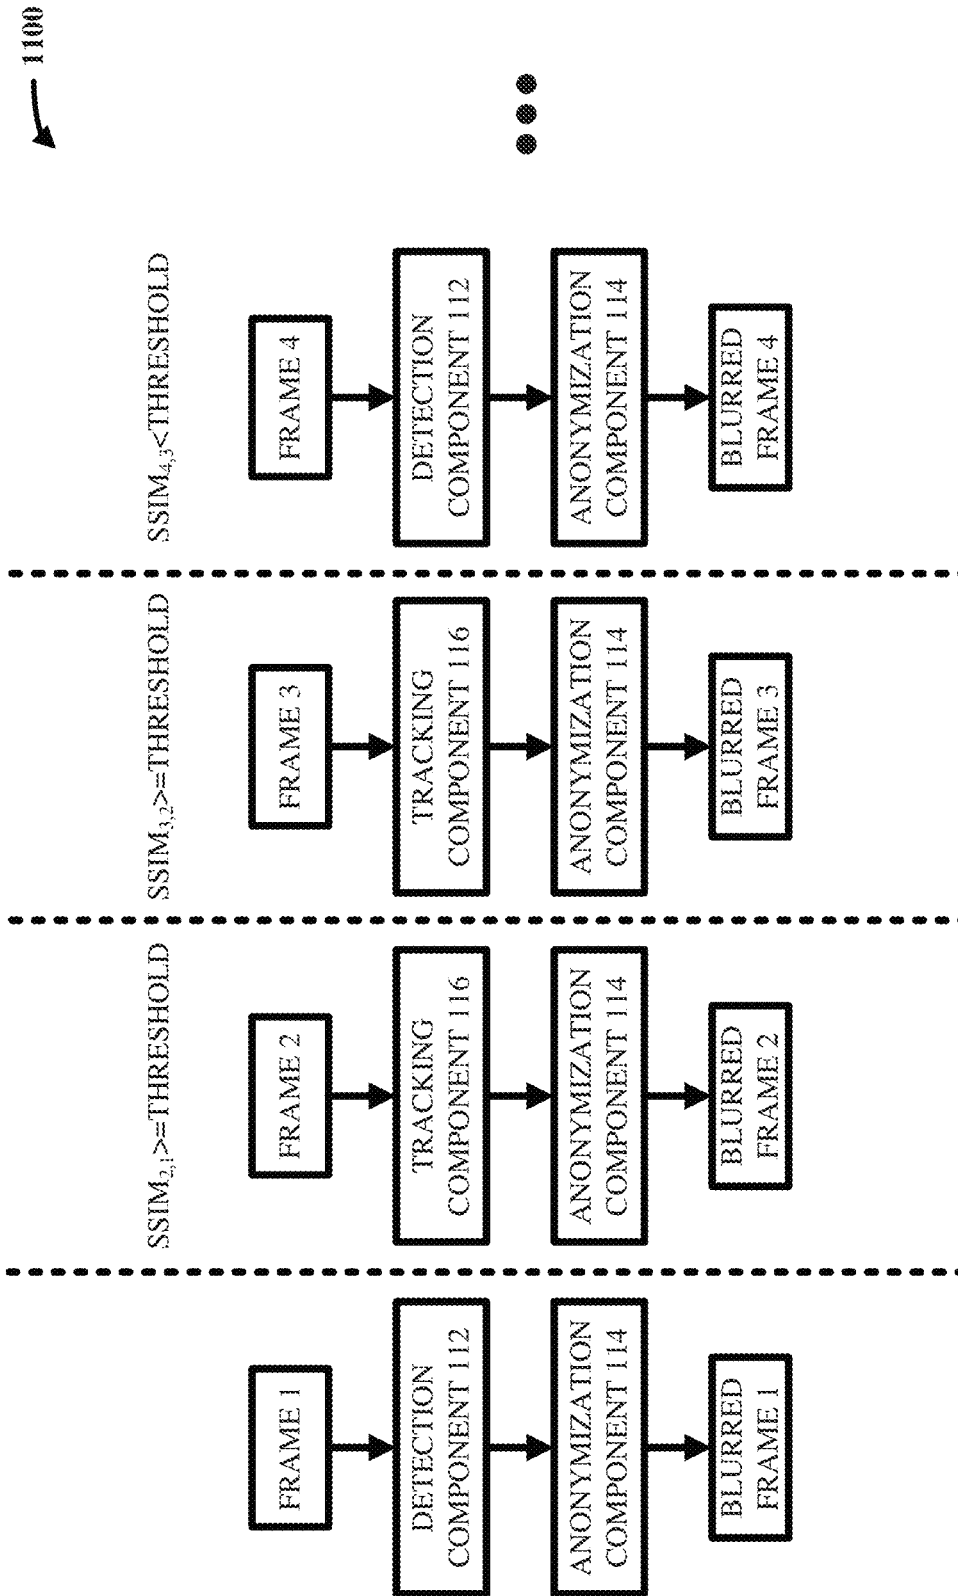 1100
FRAME 1
DETECTION
COMPONENT 112
ANONYMIZATION
COMPONENT 114
BLURRED
FRAME 1
SSIM2,1>=THRESHOLD
FRAME 2
TRACKING
COMPONENT 116
ANONYMIZATION
COMPONENT 114
BLURRED
FRAME 2
SSIM3,2>=THRESHOLD
FRAME 3
TRACKING
COMPONENT 116
ANONYMIZATION
COMPONENT 114
BLURRED
FRAME 3
SSIM4,3<THRESHOLD
FRAME 4
DETECTION
COMPONENT 112
ANONYMIZATION
COMPONENT 114
BLURRED
FRAME 4